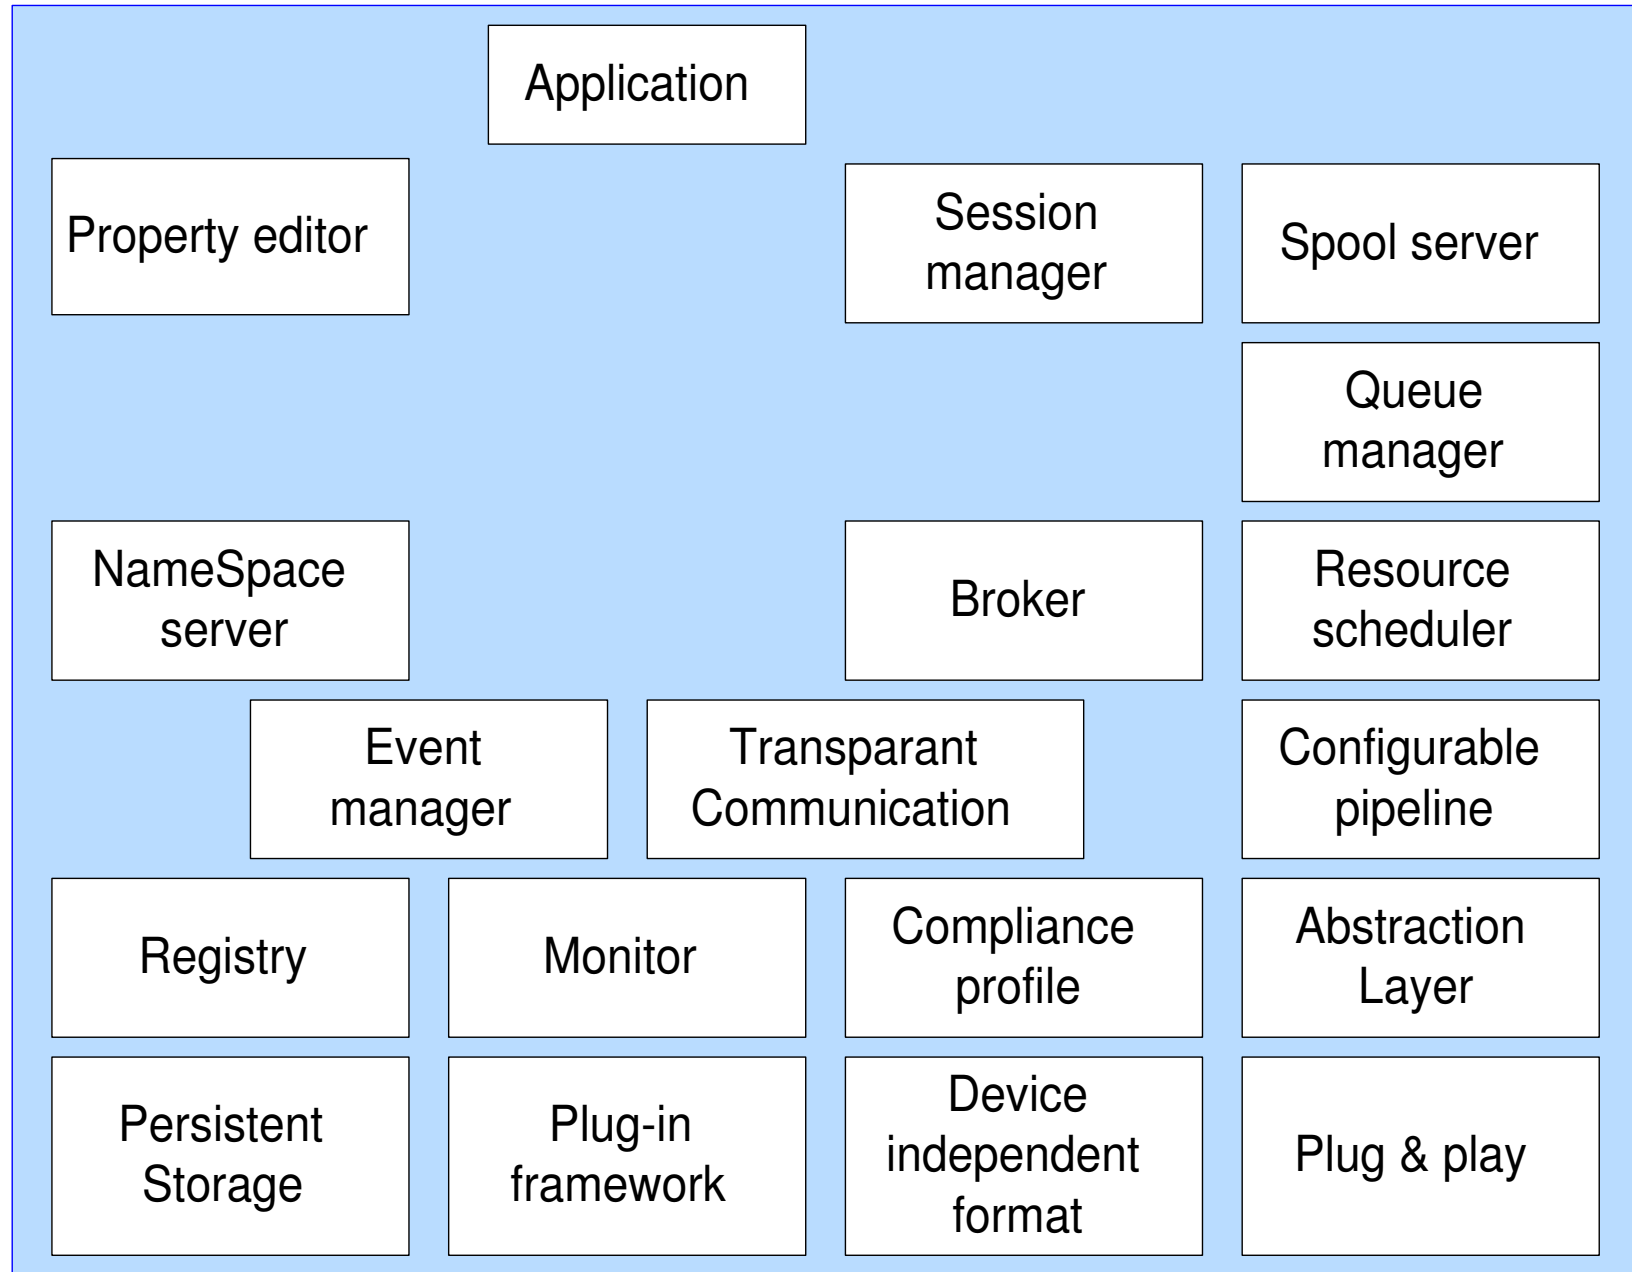 Application
Property editor
Session
manager
Spool server
Queue
manager
NameSpace
server
Broker
Resource
scheduler
Event
manager
Transparant
Communication
Configurable
pipeline
Registry
Monitor
Compliance
profile
Abstraction
Layer
Persistent
Storage
Plug-in
framework
Device
independent
format
Plug & play